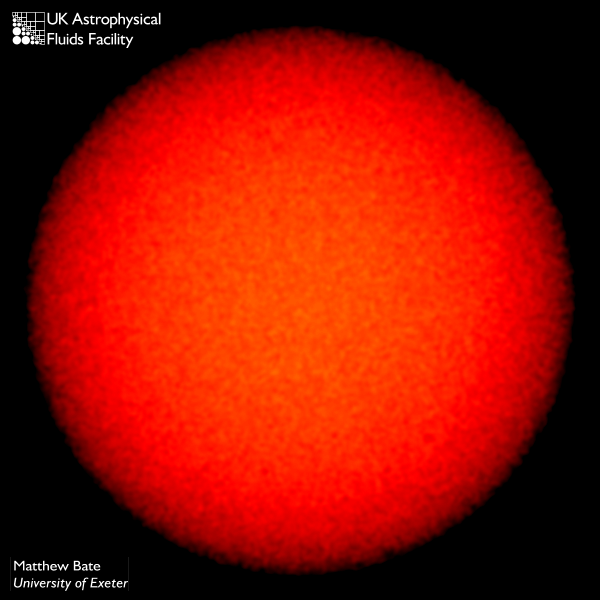 UK Astrophysical
Fluids Facility
Matthew Bate
University of Exeter